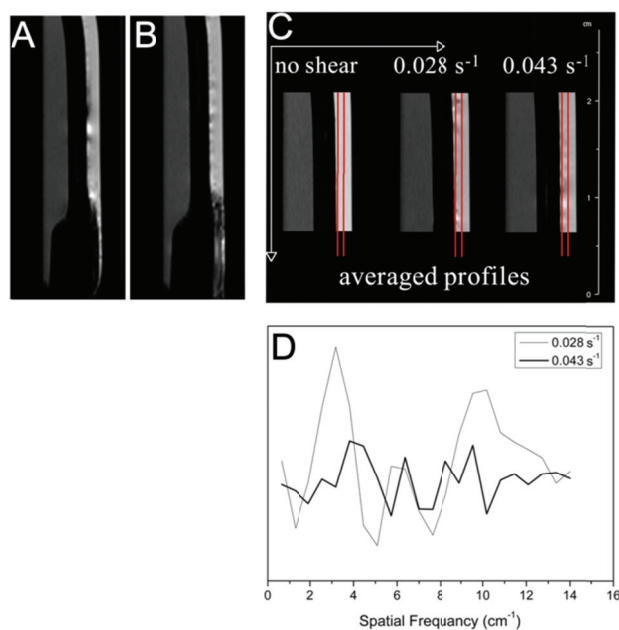 A
B
C
cm
no shear
0.028 s⁻¹
0.043 s⁻¹
2
1
0
averaged profiles
D
0.028 s⁻¹
0.043 s⁻¹
0 2 4 6 8 10 12 14 16
Spatial Frequancy (cm⁻¹)